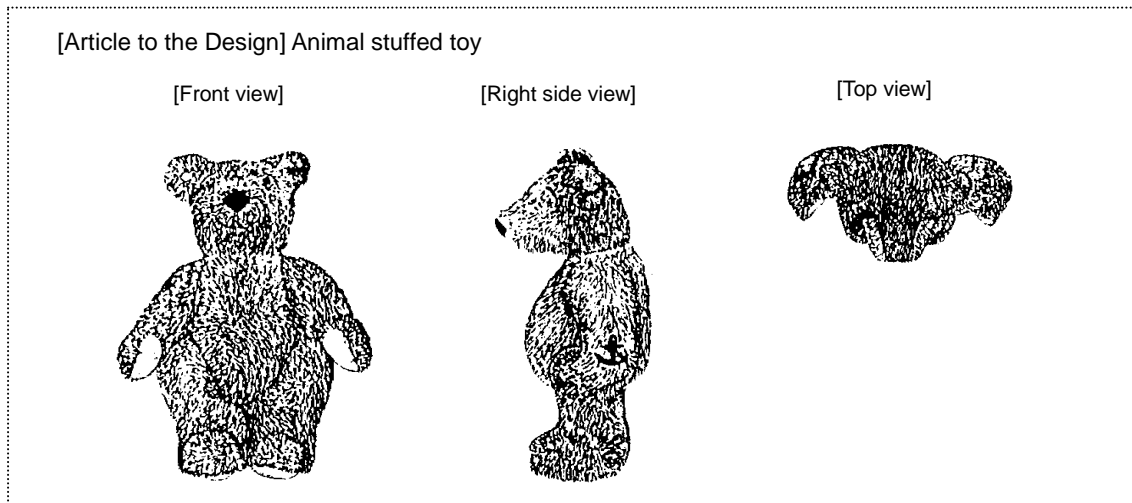 [Article to the Design] Animal stuffed toy
[Front view] [Right side view] [Top view]